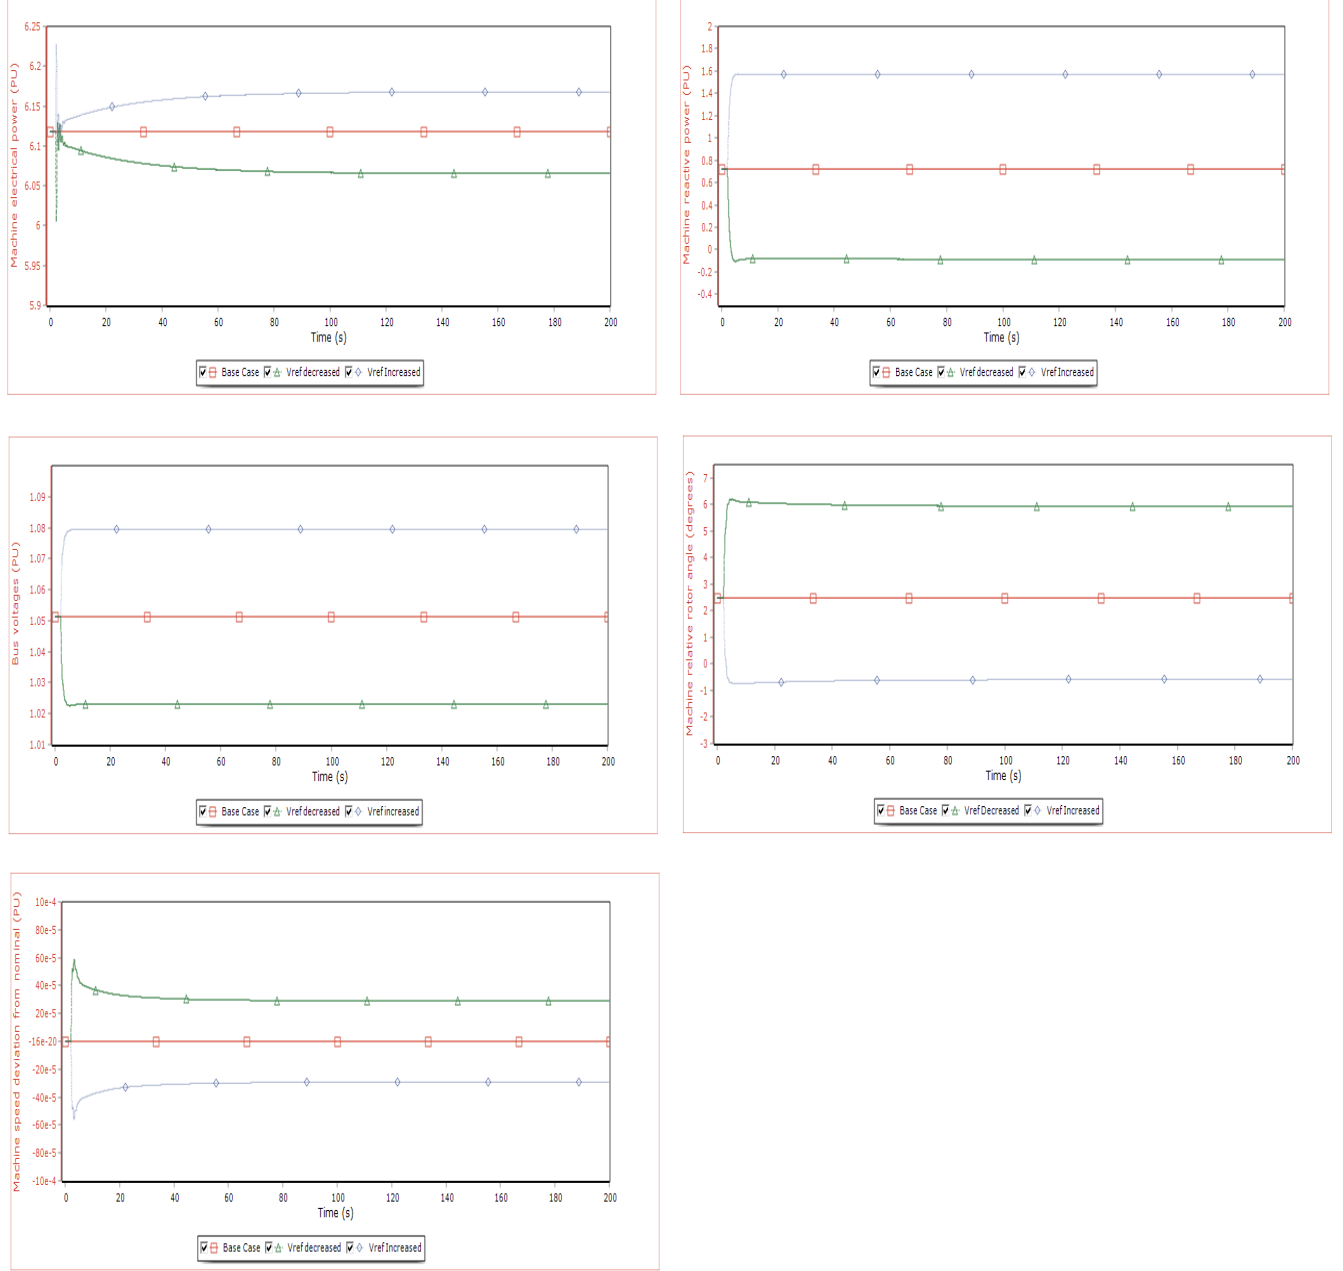 Machine electrical power (PU)
6.25
6.2
6.15
6.1
6.05
6
5.95
5.9
0 20 40 60 80 100 120 140 160 180 200
Time (s)
Base Case Vref decreased Vref Increased
Machine reactive power (PU)
2
1.8
1.6
1.4
1.2
1
0.8
0.6
0.4
0.2
0
-0.2
-0.4
0 20 40 60 80 100 120 140 160 180 200
Time (s)
Base Case Vref decreased Vref Increased
Bus voltages (PU)
1.09
1.08
1.07
1.06
1.05
1.04
1.03
1.02
1.01
0 20 40 60 80 100 120 140 160 180 200
Time (s)
Base Case Vref decreased Vref increased
Machine relative rotor angle (degrees)
7
6
5
4
3
2
1
0
-1
-2
-3
0 20 40 60 80 100 120 140 160 180 200
Time (s)
Base Case Vref Decreased Vref Increased
Machine speed deviation from nominal (PU)
10e-4
80e-5
60e-5
40e-5
20e-5
-16e-20
-20e-5
-40e-5
-60e-5
-80e-5
-10e-4
0 20 40 60 80 100 120 140 160 180 200
Time (s)
Base Case Vref decreased Vref Increased